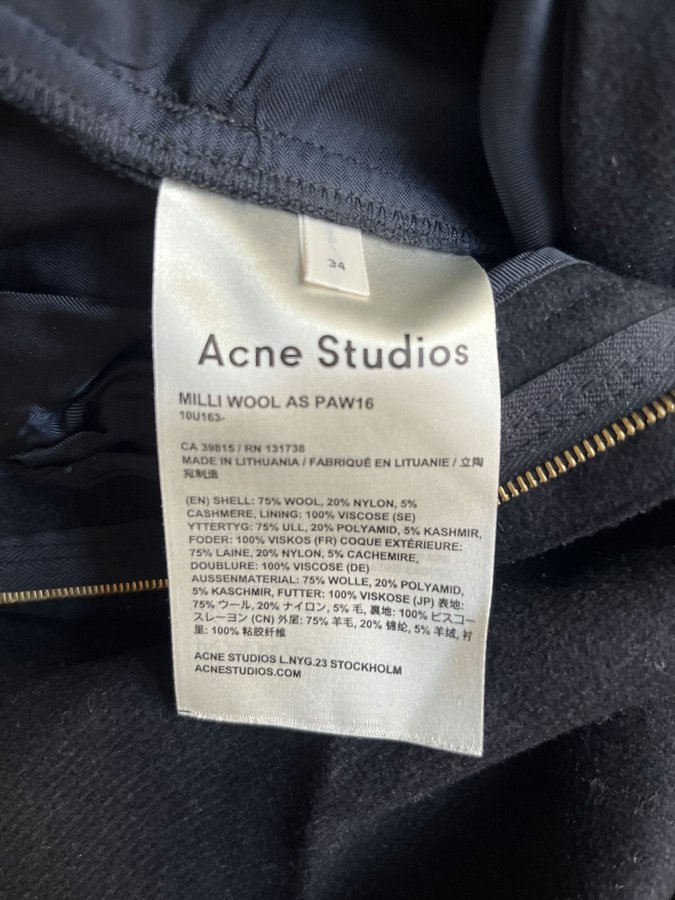 34
Acne Studios
MILLI WOOL AS PAW16
10U163-
CA 39815 / RN 131738
MADE IN LITHUANIA / FABRIQUÉ EN LITUANIE / 立陶
宛制造
(EN) SHELL: 75% WOOL, 20% NYLON, 5%
CASHMERE, LINING: 100% VISCOSE (SE)
YTTERTYG: 75% ULL, 20% POLYAMID, 5% KASHMIR,
FODER: 100% VISKOS (FR) COQUE EXTÉRIEURE:
75% LAINE, 20% NYLON, 5% CACHEMIRE,
DOUBLURE: 100% VISCOSE (DE)
AUSSENMATERIAL: 75% WOLLE, 20% POLYAMID,
5% KASCHMIR, FUTTER: 100% VISKOSE (JP) 表地:
75% ウール, 20% ナイロン, 5% 毛, 裏地: 100% ビスコー
スレーヨン (CN) 外层: 75% 羊毛, 20% 锦纶, 5% 羊绒, 衬
里: 100% 粘胶纤维
ACNE STUDIOS L.NYG.23 STOCKHOLM
ACNESTUDIOS.COM